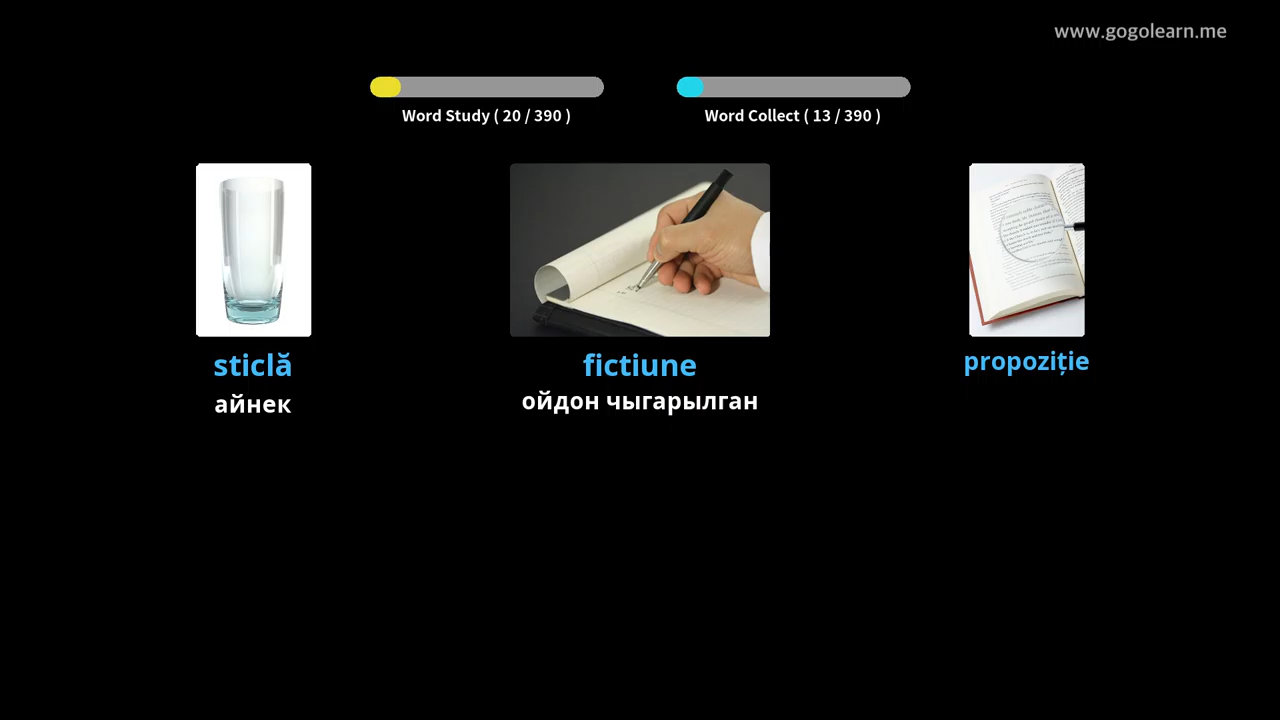 www.gogolearn.me
Word Study ( 20 / 390 )
Word Collect ( 13 / 390 )
sticlă
fictiune
propoziție
айнек
ойдон чыгарылган